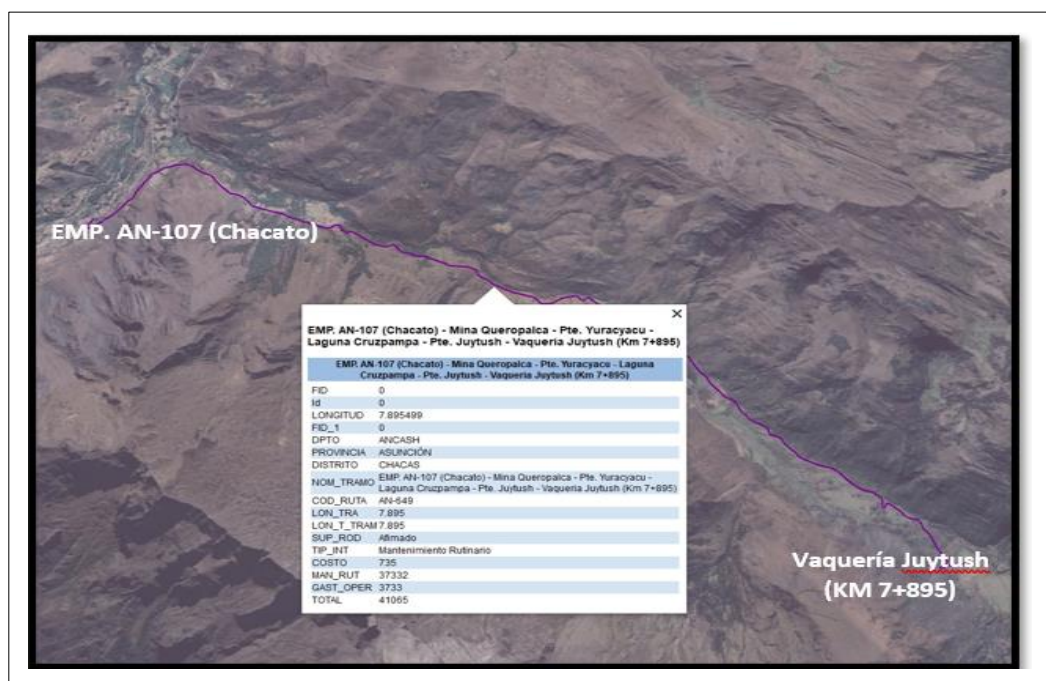 EMP. AN-107 (Chacato)
EMP. AN-107 (Chacato) - Mina Queropalca - Pte. Yuracyacu -
Laguna Cruzpampa - Pte. Juytush - Vaquería Juytush (Km 7+895)
EMP. AN-107 (Chacato) - Mina Queropalca - Pte. Yuracyacu - Laguna
Cruzpampa - Pte. Juytush - Vaqueria Juytush (Km 7+895)
FID 0
Id 0
LONGITUD 7.895499
FID_1 0
DPTO ANCASH
PROVINCIA ASUNCIÓN
DISTRITO CHACAS
NOM_TRAMO EMP. AN-107 (Chacato) - Mina Queropalca - Pte. Yuracyacu -
Laguna Cruzpampa - Pte. Juytush - Vaqueria Juytush (Km 7+895)
COD_RUTA AN-649
LON_TRA 7.895
LON_T_TRAM 7.895
SUP_ROD Afirmado
TIP_INT Mantenimiento Rutinario
COSTO 735
MAN_RUT 37332
GAST_OPER 3733
TOTAL 41065
Vaquería Juytush
(KM 7+895)